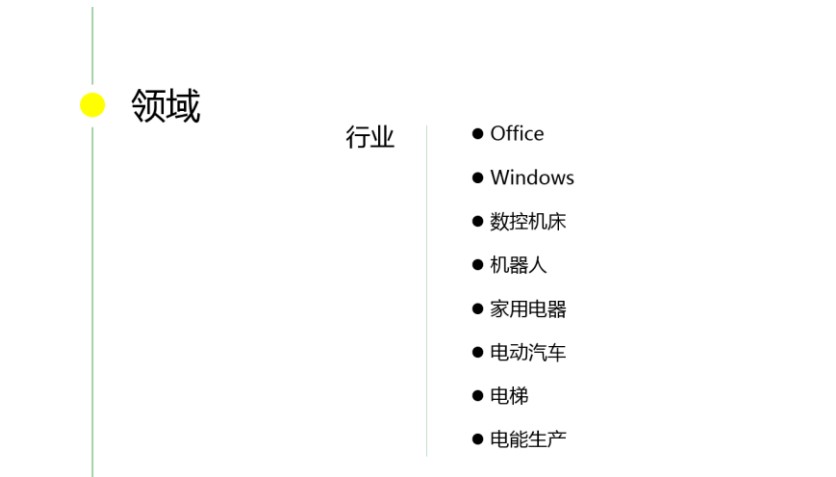 领域
行业
● Office
● Windows
● 数控机床
● 机器人
● 家用电器
● 电动汽车
● 电梯
● 电能生产